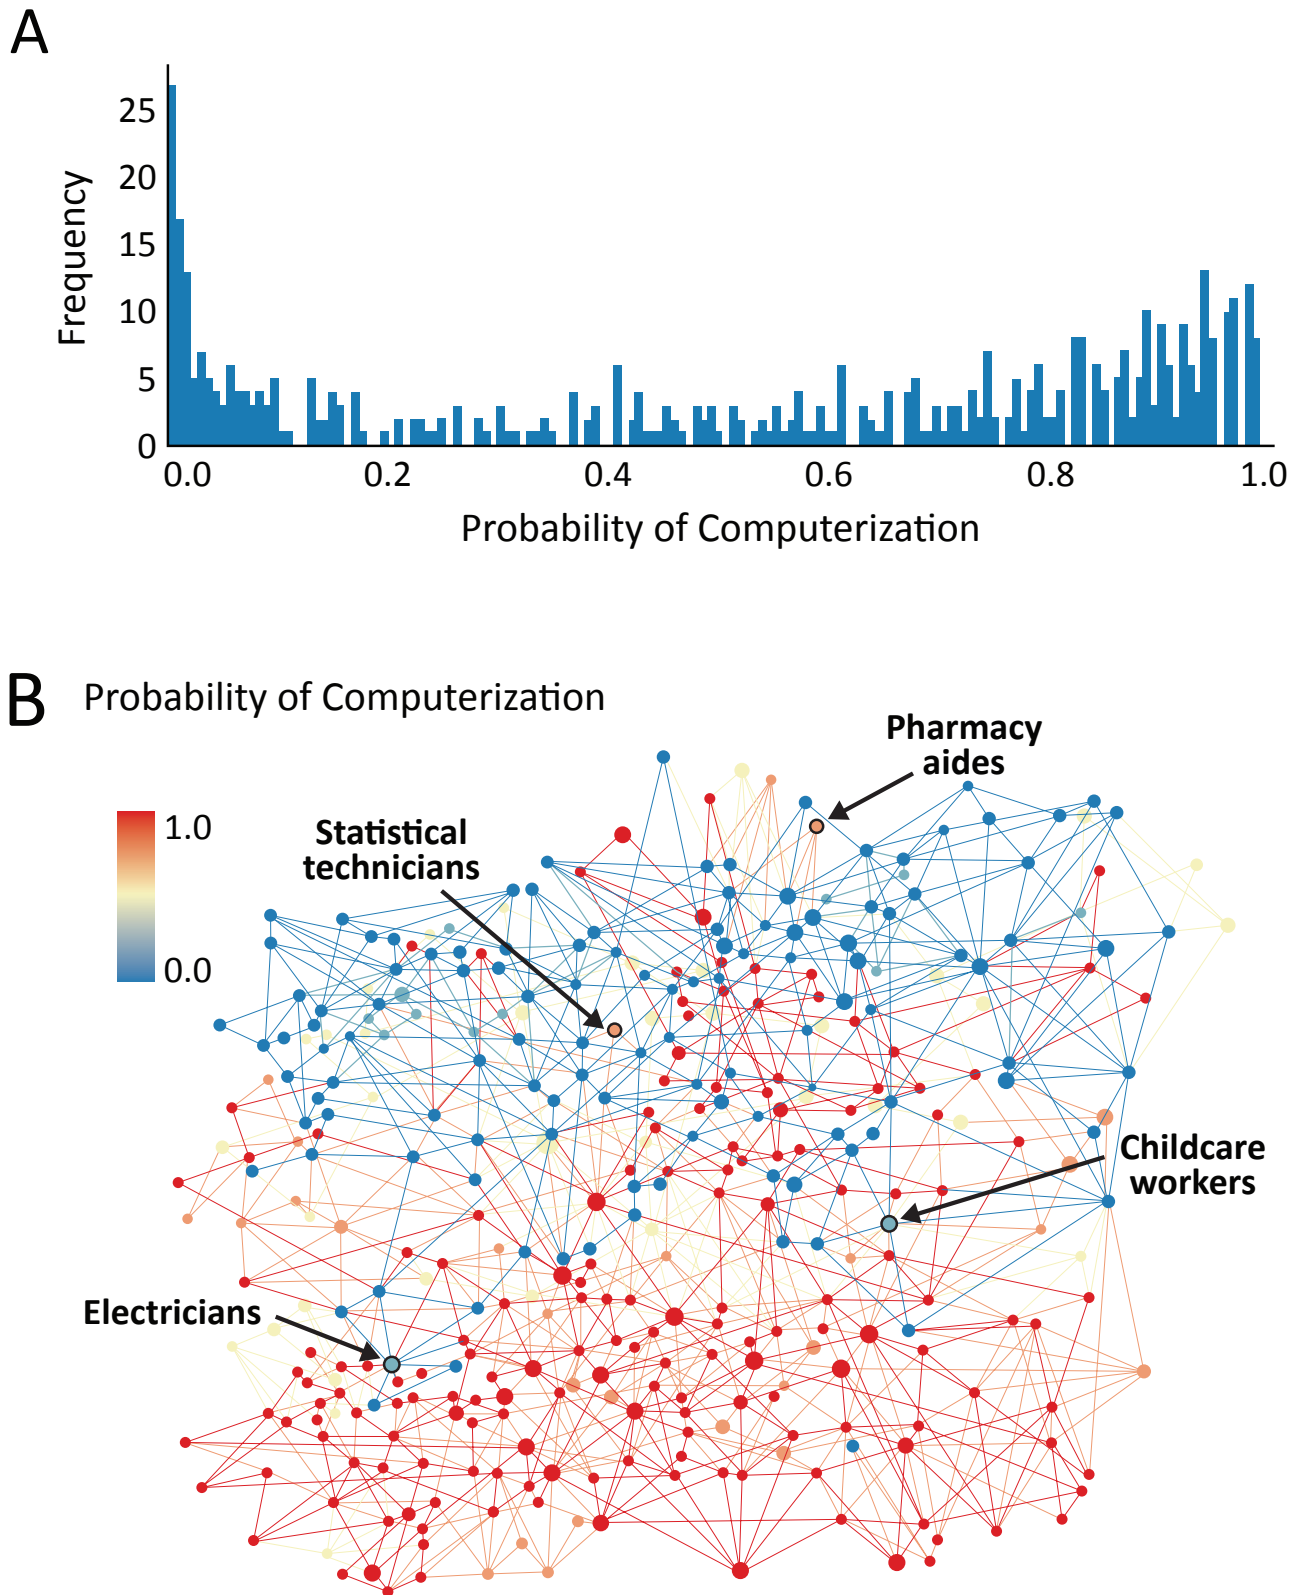 A
25
20
15
10
5
0
Frequency
0.0 0.2 0.4 0.6 0.8 1.0
Probability of Computerization
B
Probability of Computerization
1.0
0.0
Pharmacy
aides
Statistical
technicians
Childcare
workers
Electricians